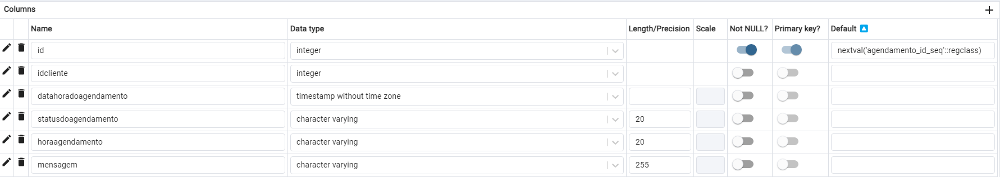 Columns
Name Data type Length/Precision Scale Not NULL? Primary key? Default
id integer nextval('agendamento_id_seq'::regclass)
idcliente integer
datahoradoagendamento timestamp without time zone
statusdoagendamento character varying 20
horaagendamento character varying 20
mensagem character varying 255